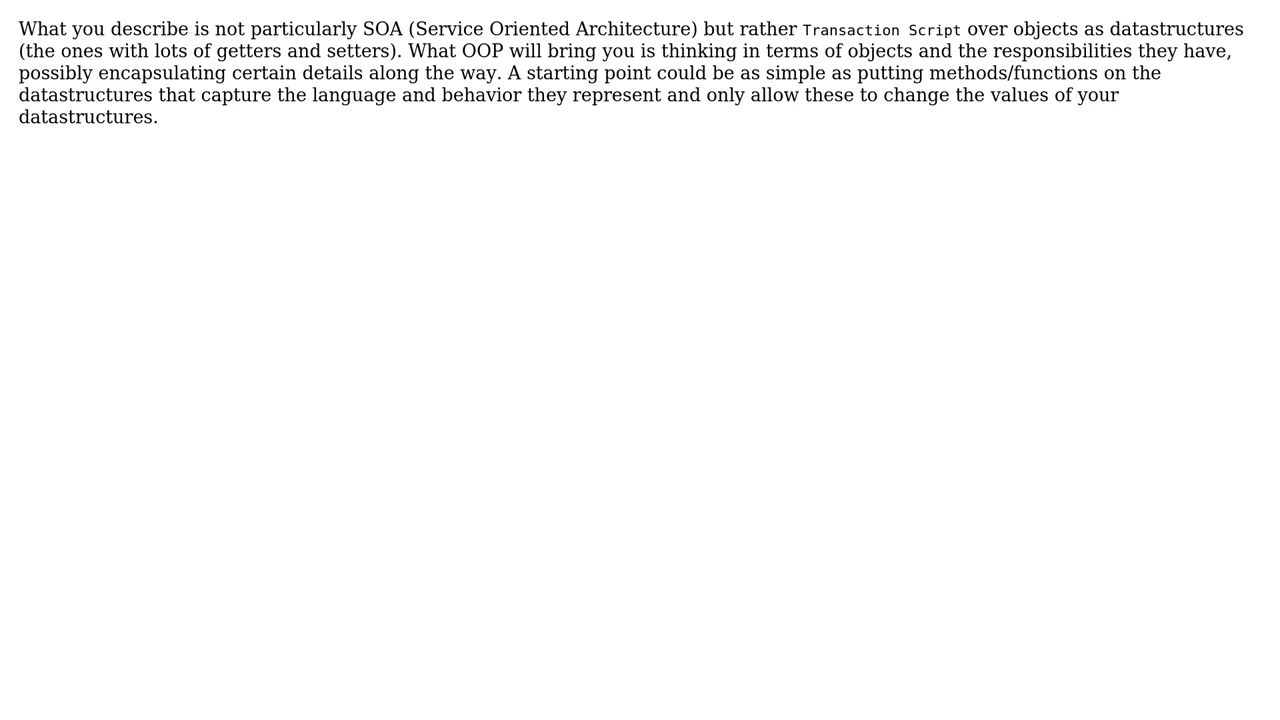 What you describe is not particularly SOA (Service Oriented Architecture) but rather Transaction Script over objects as datastructures
(the ones with lots of getters and setters). What OOP will bring you is thinking in terms of objects and the responsibilities they have,
possibly encapsulating certain details along the way. A starting point could be as simple as putting methods/functions on the
datastructures that capture the language and behavior they represent and only allow these to change the values of your
datastructures.